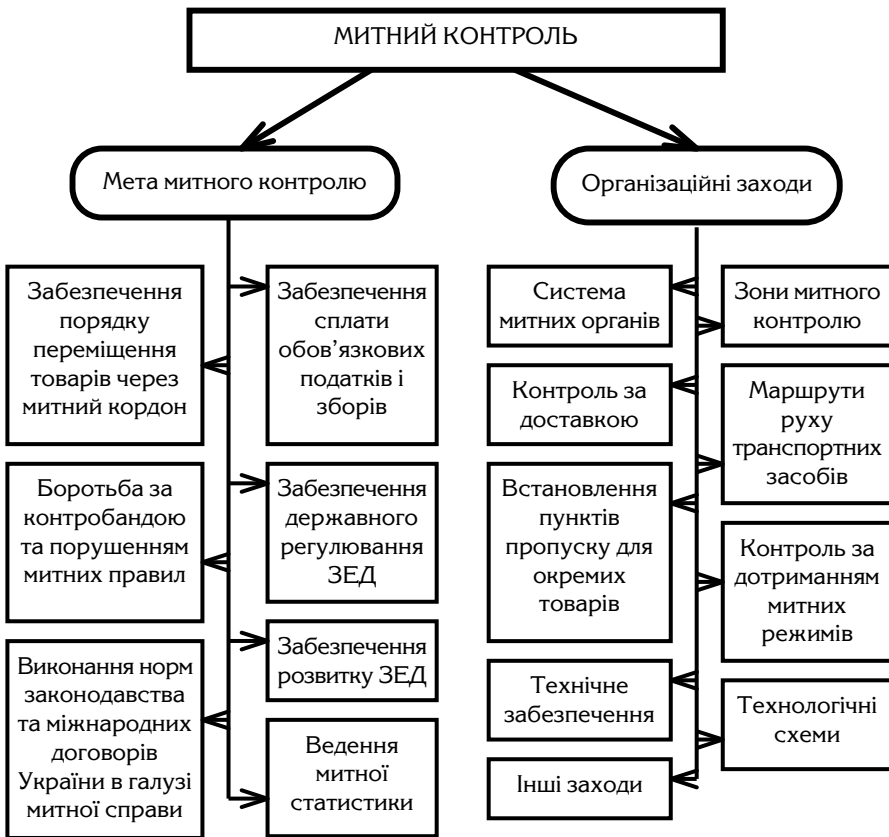 МИТНИЙ КОНТРОЛЬ
Мета митного контролю
Забезпечення
порядку
переміщення
товарів через
митний кордон
Забезпечення
сплати
обов’язкових
податків і
зборів
Боротьба за
контробандою
та порушенням
митних правил
Забезпечення
державного
регулювання
ЗЕД
Забезпечення
розвитку ЗЕД
Виконання норм
законодавства
та міжнародних
договорів
України в галузі
митної справи
Ведення
митної
статистики
Організаційні заходи
Система
митних органів
Зони митного
контролю
Контроль за
доставкою
Маршрути
руху
транспортних
засобів
Встановлення
пунктів
пропуску для
окремих
товарів
Контроль за
дотриманням
митних
режимів
Технічне
забезпечення
Технологічні
схеми
Інші заходи